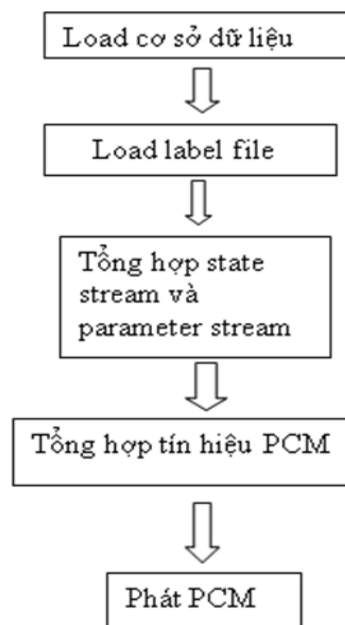 Load cơ sở dữ liệu
Load label file
Tổng hợp state
stream và
parameter stream
Tổng hợp tín hiệu PCM
Phát PCM